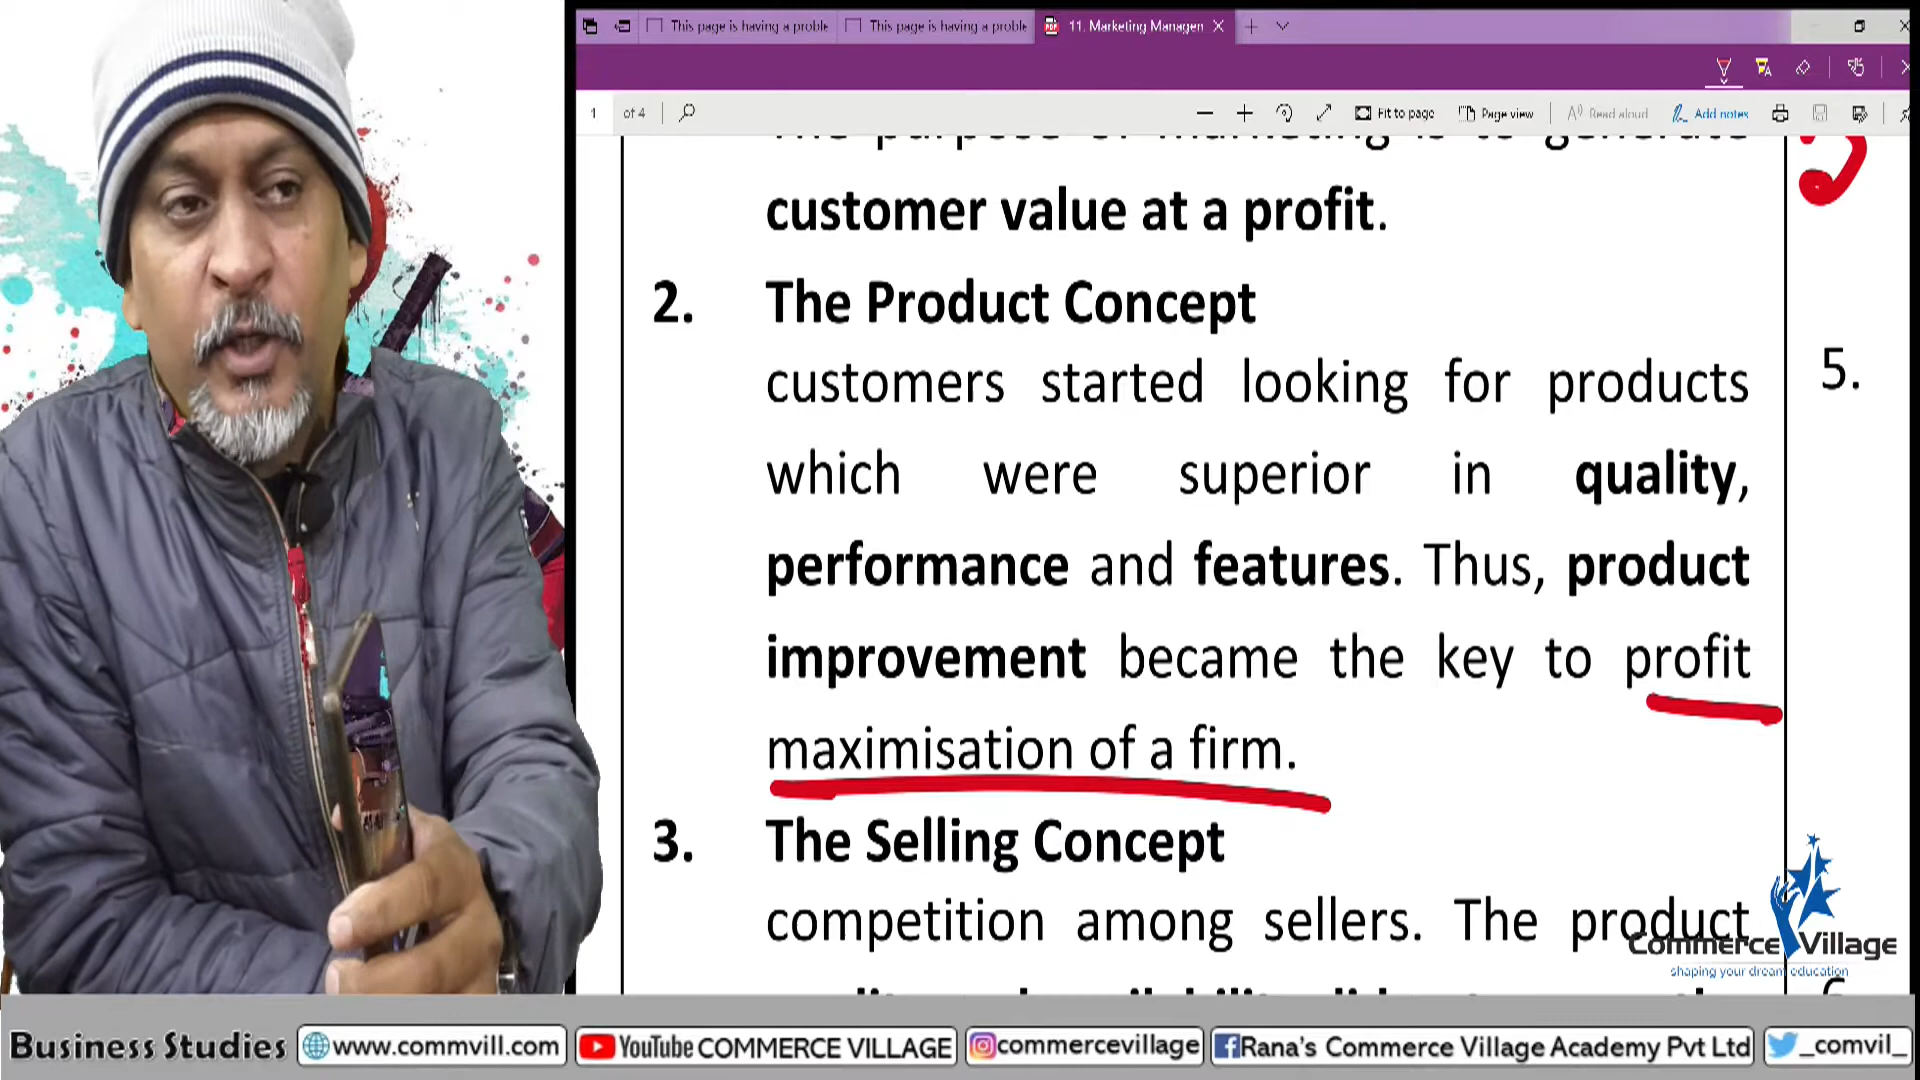 This page is having a proble
This page is having a proble
11. Marketing Managen
1 of 4
Fit to page
Page view
Read aloud
Add notes
customer value at a profit.
2. The Product Concept
customers started looking for products
which were superior in quality,
performance and features. Thus, product
improvement became the key to profit
maximisation of a firm.
3. The Selling Concept
competition among sellers. The product
5.
Commerce Village
shaping your dream education
Business Studies
www.commvill.com
YouTube COMMERCE VILLAGE
commercevillage
Rana's Commerce Village Academy Pvt Ltd
_comvil_